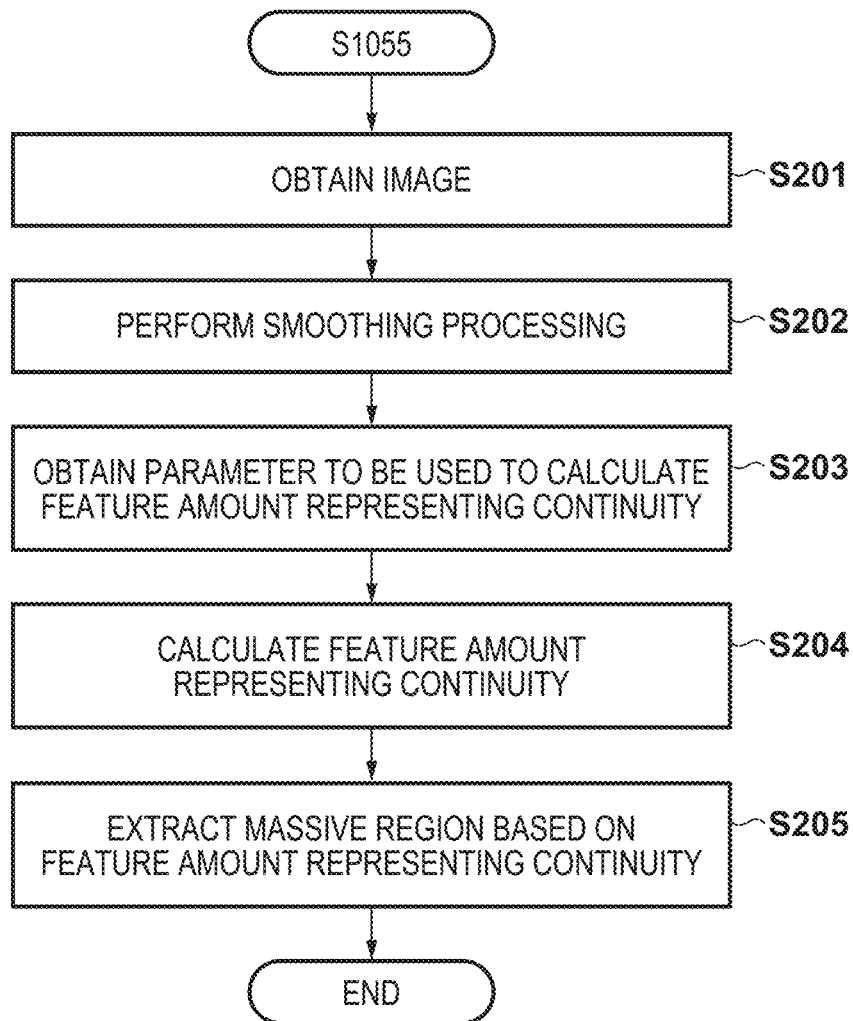 S1055
OBTAIN IMAGE
S201
PERFORM SMOOTHING PROCESSING
S202
OBTAIN PARAMETER TO BE USED TO CALCULATE
FEATURE AMOUNT REPRESENTING CONTINUITY
S203
CALCULATE FEATURE AMOUNT
REPRESENTING CONTINUITY
S204
EXTRACT MASSIVE REGION BASED ON
FEATURE AMOUNT REPRESENTING CONTINUITY
S205
END